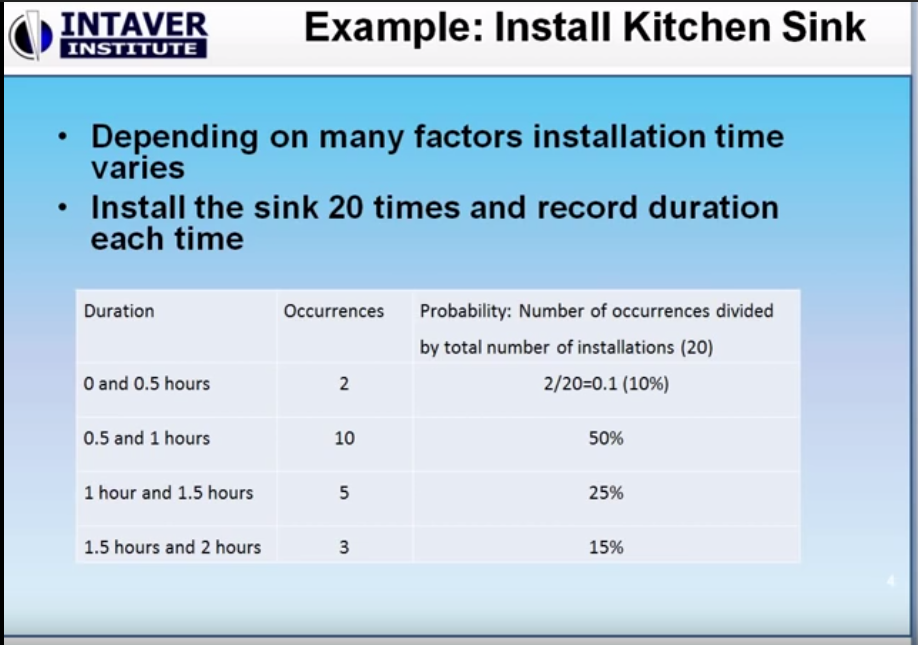 INTAVER
INSTITUTE
Example: Install Kitchen Sink
• Depending on many factors installation time
varies
• Install the sink 20 times and record duration
each time
Duration Occurrences Probability: Number of occurrences divided
by total number of installations (20)
0 and 0.5 hours 2 2/20=0.1 (10%)
0.5 and 1 hours 10 50%
1 hour and 1.5 hours 5 25%
1.5 hours and 2 hours 3 15%
4